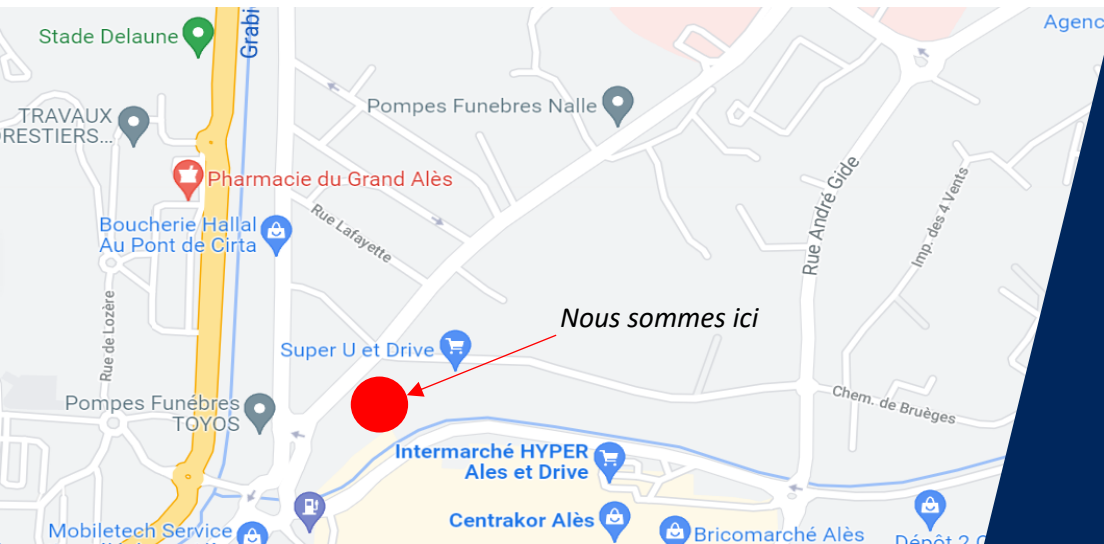 Stade Delaune
Grabi
Agenc
TRAVAUX
ORESTIERS...
Pompes Funebres Nalle
Pharmacie du Grand Alès
Rue André Gide
Imp. des 4 Vents
Boucherie Hallal
Au Pont de Cirta
Rue Lafayette
Rue de Lozère
Nous sommes ici
Super U et Drive
Pompes Funébres
TOYOS
Chem. de Bruèges
Intermarché HYPER
Ales et Drive
Centrakor Alès
Mobiletech Service
Bricomarché Alès
Dépôt 2